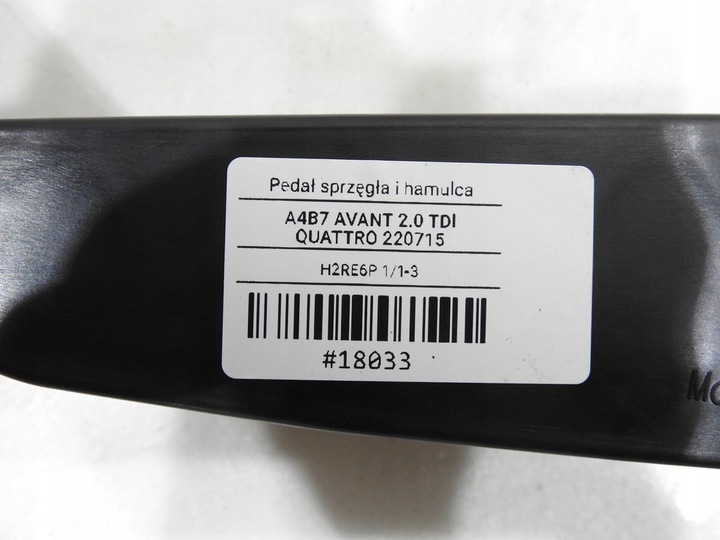 Pedał sprzęgła i hamulca
A4B7 AVANT 2.0 TDI
QUATTRO 220715
H2RE6P 1/1-3
#18033